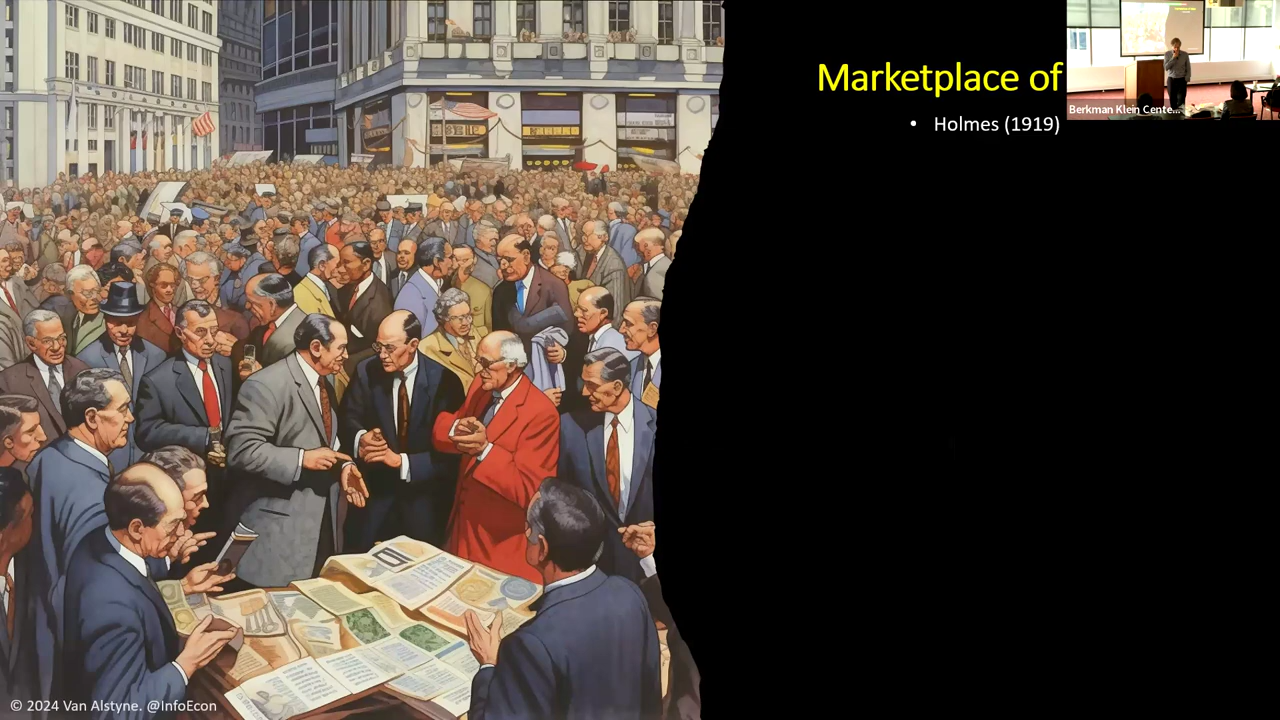 Marketplace of
• Holmes (1919)
Berkman Klein Cente...
© 2024 Van Alstyne. @InfoEcon